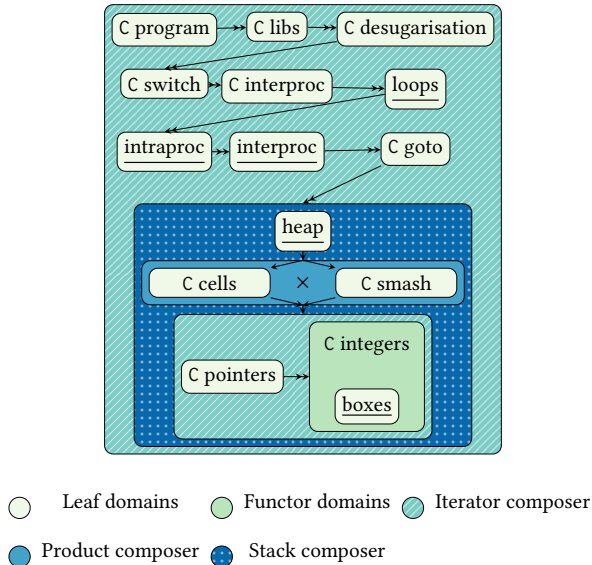 C program C libs C desugarisation
C switch C interproc loops
intraproc interproc C goto
heap
C cells × C smash
C integers
C pointers
boxes
Leaf domains Functor domains Iterator composer
Product composer Stack composer